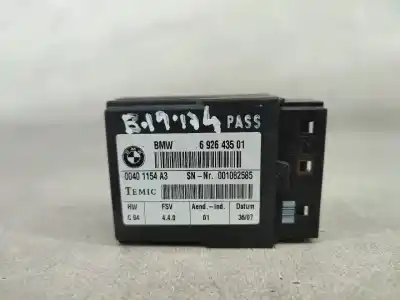 E.19.174 PASS
BMW 6 926 435 01
0040 1154 A3 SN-Nr. 001082585
TEMIC
HW FSV Aend.-Ind. Datum
C 04 4.4.0 01 36/07